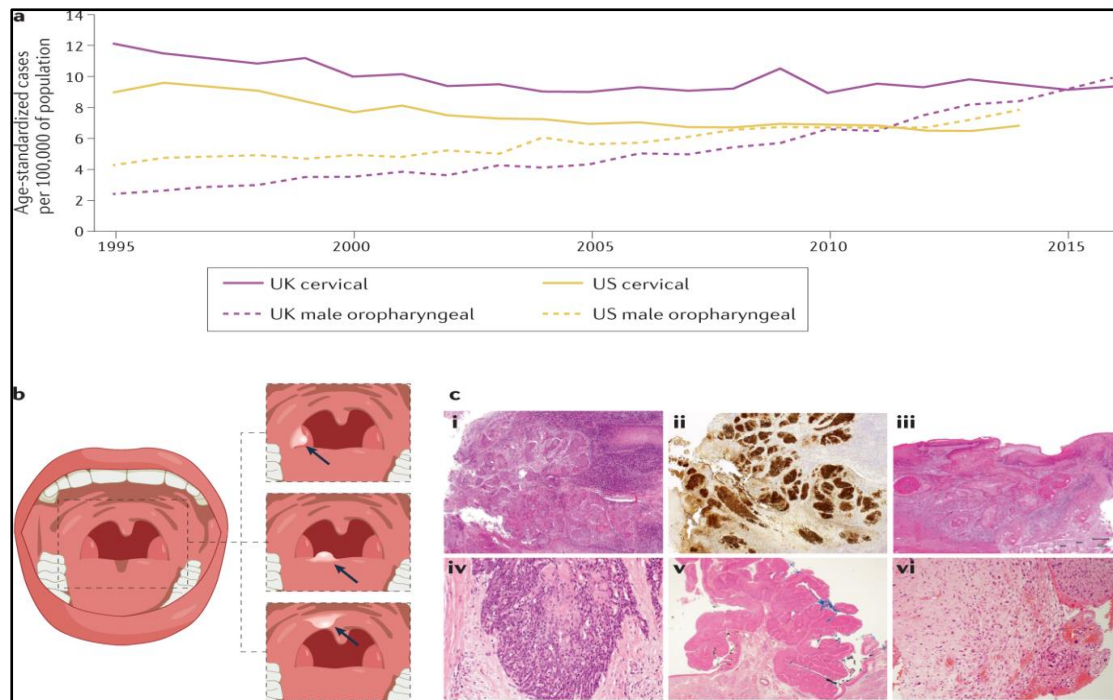 a
Age-standardized cases
per 100,000 of population
14
12
10
8
6
4
2
0
1995
2000
2005
2010
2015
UK cervical
US cervical
UK male oropharyngeal
US male oropharyngeal
b
c
i
ii
iii
iv
v
vi